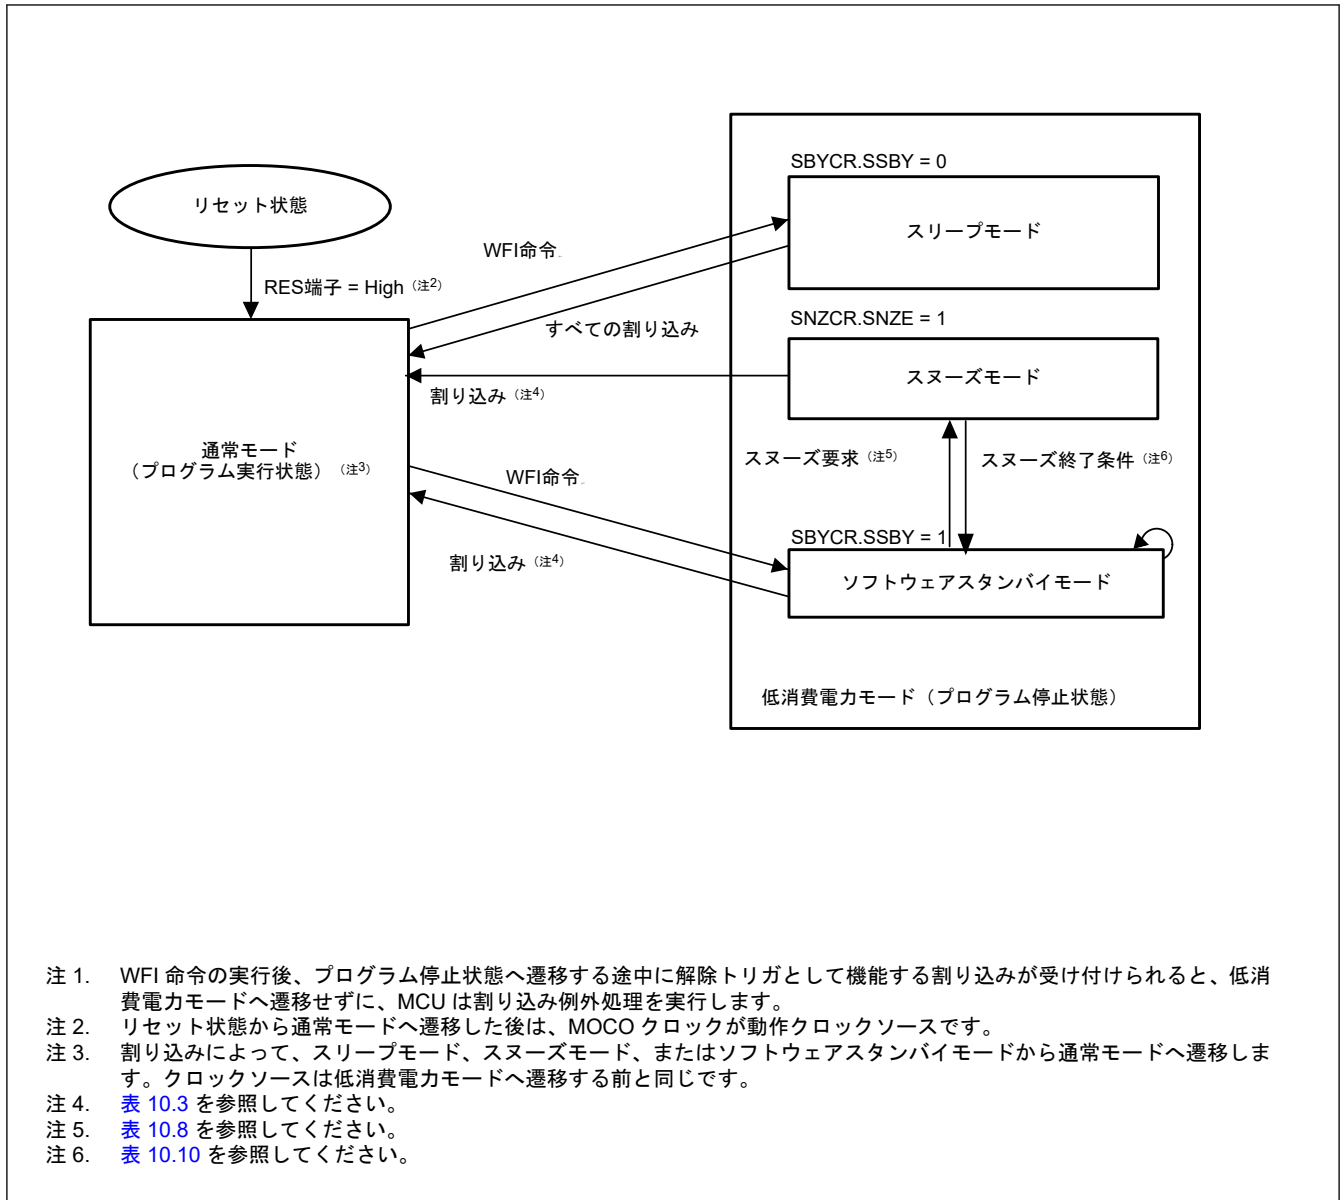 SBYCR.SSBY = 0
リセット状態
スリープモード
WFI命令
RES端子 = High（注2）
すべての割り込み
SNZCR.SNZE = 1
スヌーズモード
割り込み（注4）
通常モード
（プログラム実行状態）（注3）
スヌーズ要求（注5）
スヌーズ終了条件（注6）
WFI命令
SBYCR.SSBY = 1
割り込み（注4）
ソフトウェアスタンバイモード
低消費電力モード（プログラム停止状態）
注 1. WFI 命令の実行後、プログラム停止状態へ遷移する途中に解除トリガとして機能する割り込みが受け付けられると、低消
費電力モードへ遷移せずに、MCU は割り込み例外処理を実行します。
注 2. リセット状態から通常モードへ遷移した後は、MOCO クロックが動作クロックソースです。
注 3. 割り込みによって、スリープモード、スヌーズモード、またはソフトウェアスタンバイモードから通常モードへ遷移しま
す。クロックソースは低消費電力モードへ遷移する前と同じです。
注 4. 表 10.3 を参照してください。
注 5. 表 10.8 を参照してください。
注 6. 表 10.10 を参照してください。